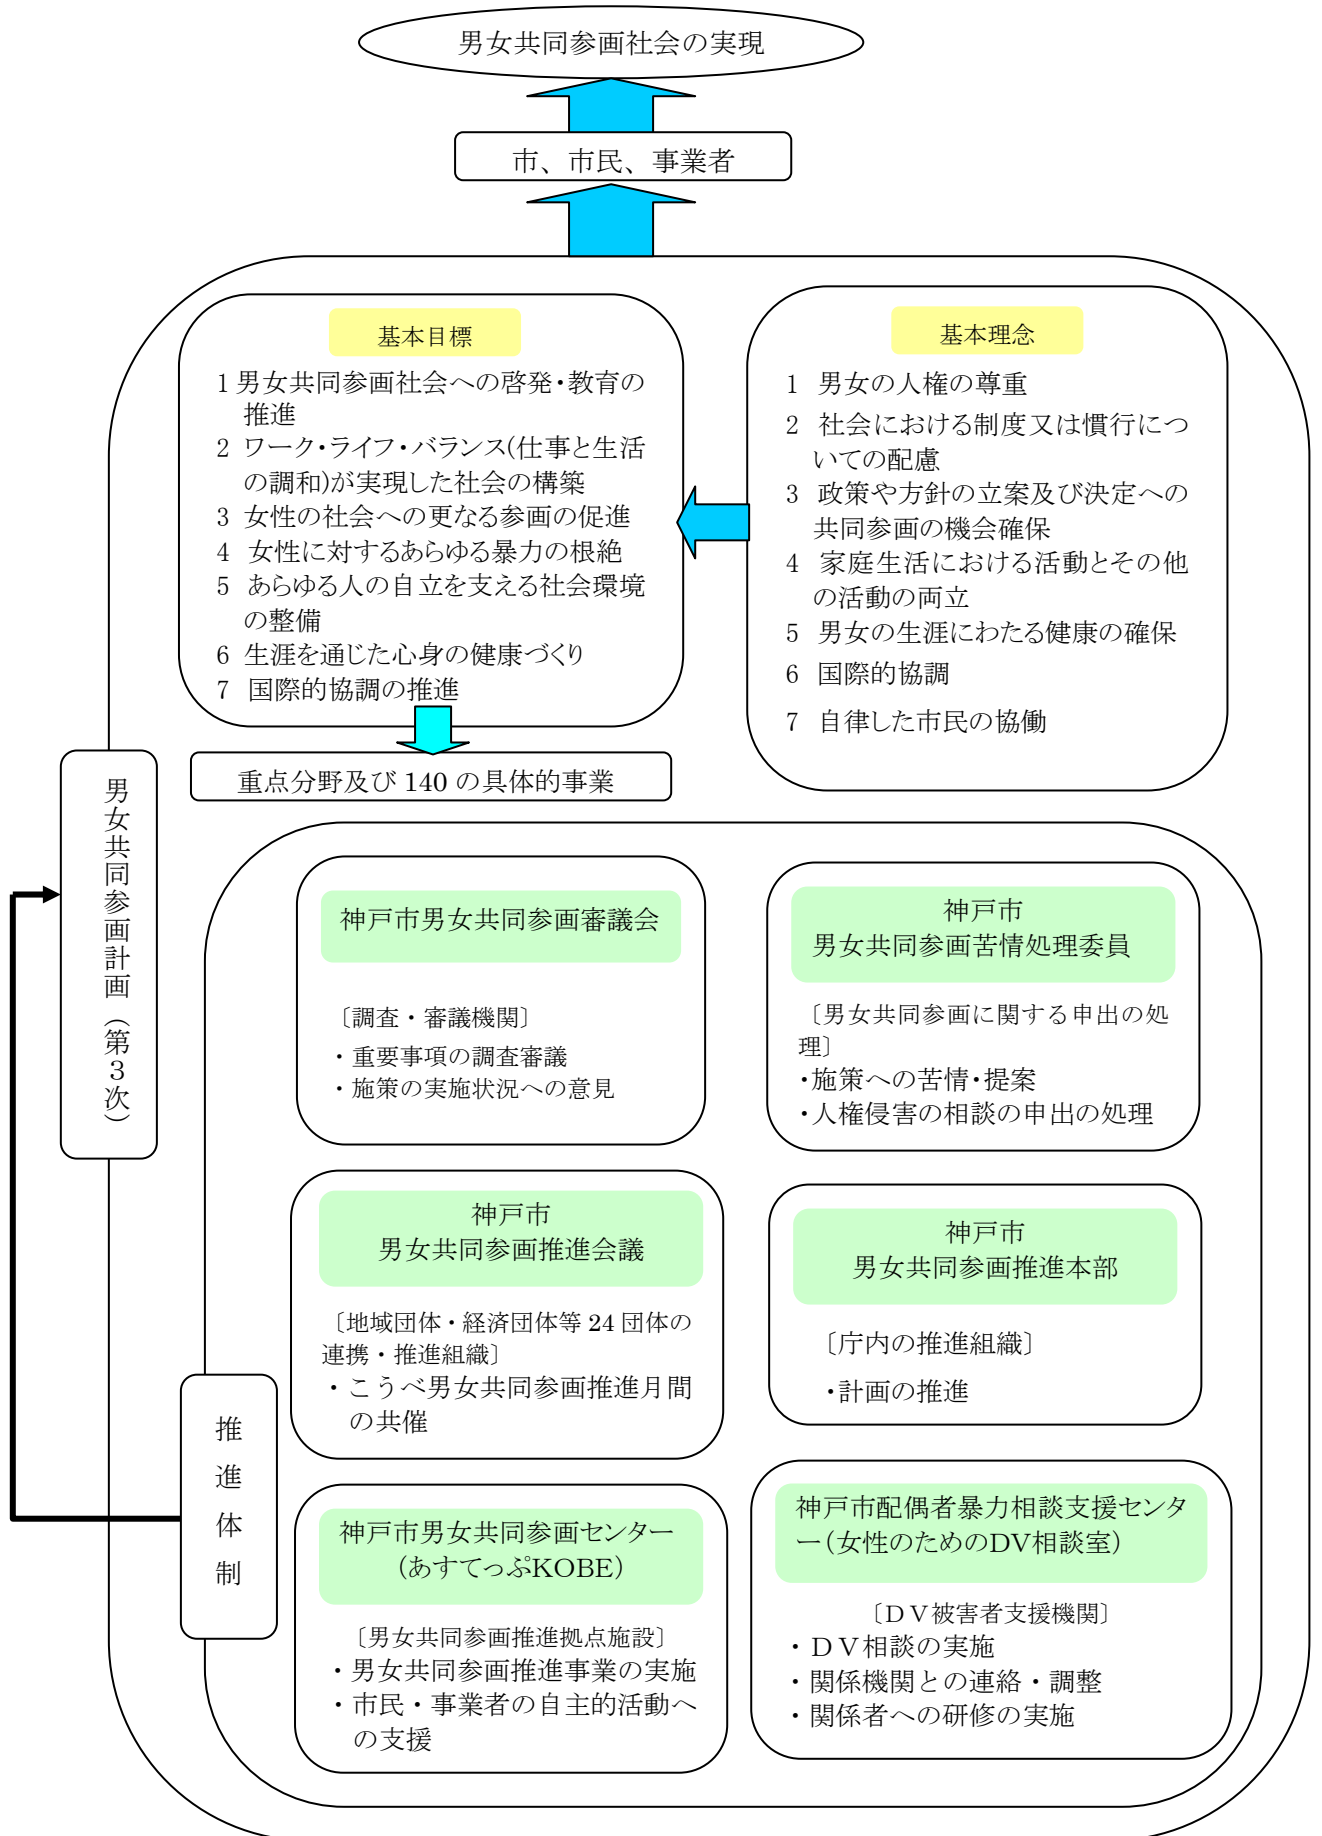 男女共同参画社会の実現
市、市民、事業者
基本目標
1 男女共同参画社会への啓発・教育の
推進
2 ワーク・ライフ・バランス(仕事と生活
の調和)が実現した社会の構築
3 女性の社会への更なる参画の促進
4 女性に対するあらゆる暴力の根絶
5 あらゆる人の自立を支える社会環境
の整備
6 生涯を通じた心身の健康づくり
7 国際的協調の推進
基本理念
1 男女の人権の尊重
2 社会における制度又は慣行につ
いての配慮
3 政策や方針の立案及び決定への
共同参画の機会確保
4 家庭生活における活動とその他
の活動の両立
5 男女の生涯にわたる健康の確保
6 国際的協調
7 自律した市民の協働
重点分野及び 140 の具体的事業
男女共同参画計画（第３次）
神戸市男女共同参画審議会
〔調査・審議機関〕
・重要事項の調査審議
・施策の実施状況への意見
神戸市
男女共同参画苦情処理委員
〔男女共同参画に関する申出の処
理〕
・施策への苦情・提案
・人権侵害の相談の申出の処理
神戸市
男女共同参画推進会議
〔地域団体・経済団体等 24 団体の
連携・推進組織〕
・こうべ男女共同参画推進月間
の共催
神戸市
男女共同参画推進本部
〔庁内の推進組織〕
・計画の推進
推進体制
神戸市男女共同参画センター
（あすてっぷKOBE）
〔男女共同参画推進拠点施設〕
・男女共同参画推進事業の実施
・市民・事業者の自主的活動へ
の支援
神戸市配偶者暴力相談支援センタ
ー（女性のためのDV相談室）
〔ＤＶ被害者支援機関〕
・ＤＶ相談の実施
・関係機関との連絡・調整
・関係者への研修の実施